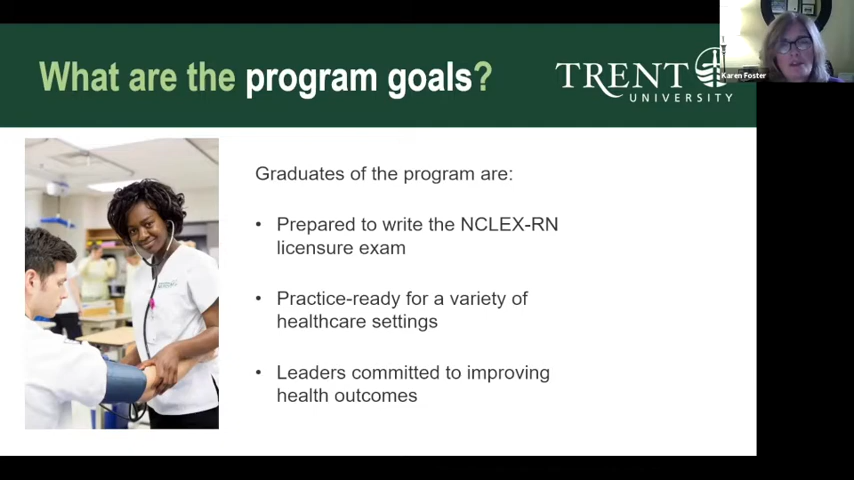 What are the program goals?
TRENT
UNIVERSITY
Karen Foster
Graduates of the program are:
• Prepared to write the NCLEX-RN
licensure exam
• Practice-ready for a variety of
healthcare settings
• Leaders committed to improving
health outcomes